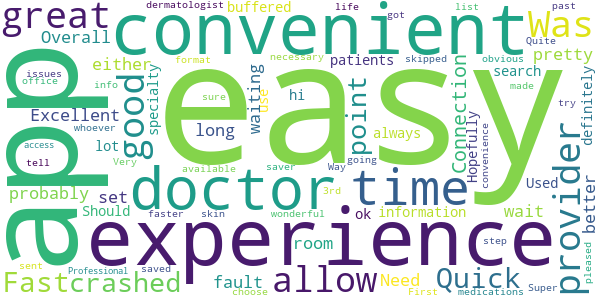 great
dermatologist
buffered
life
got
list
past
convenient
Was
Overall
either
patients
skipped
obvious
Quite
pretty
app
easy
office
issues
info
good
specialty
waiting
use
hi
point
format
necessary
Connection
search
made
Excellent
whoever
long
sure
always
Hopefully
convenience
try
definitely
access
tell
lot
Very
available
saver
Way
going
provider
probably
set
doctor
3rd
time
Used
better
Should
faster
skin
wonderful
ok
information
wait
experience
room
step
pleased
sent
Professional
saved
Fast
crashed
fault
allow
Need
Quick
choose
First
medications
Super